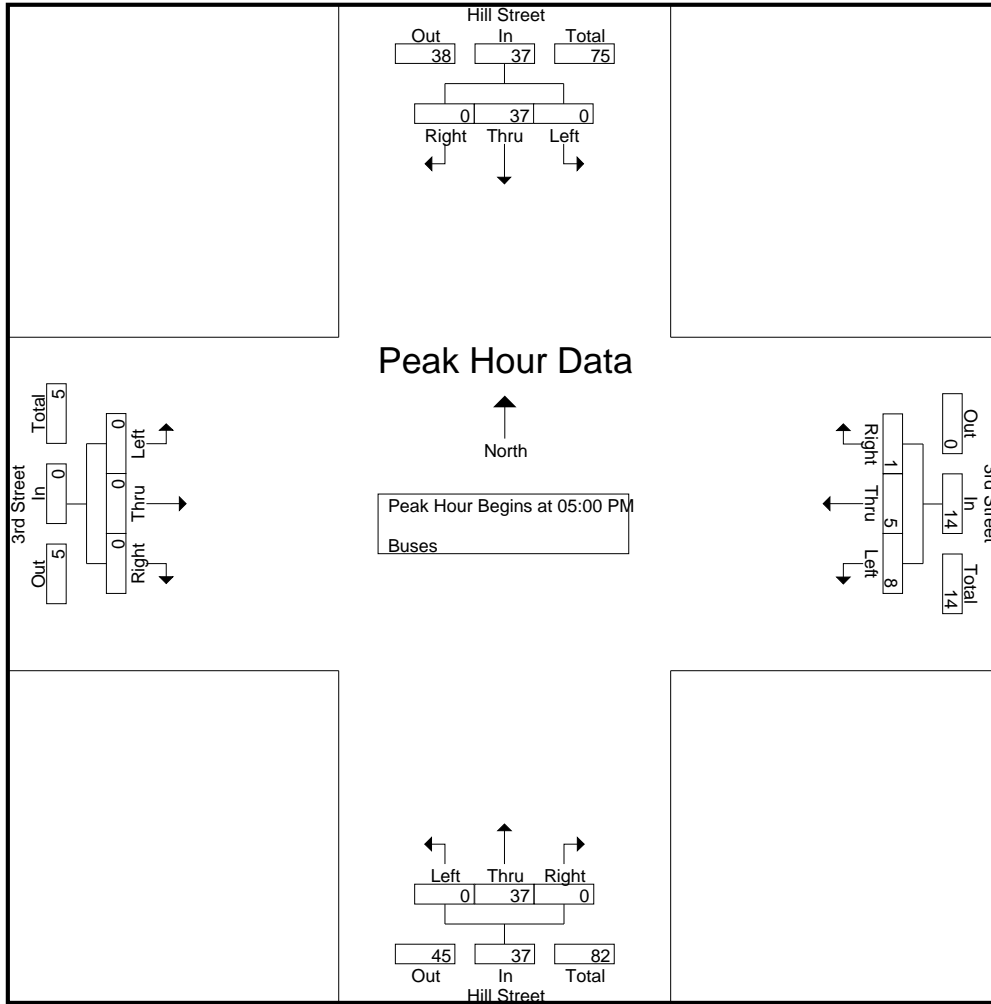 Hill Street
Out In Total
38 37 75
0 37 0
Right Thru Left
Peak Hour Data
North
Peak Hour Begins at 05:00 PM
Buses
3rd Street
Total In Out
5 0 5
0 0 0
Left Thru Right
Right Thru Left
1 5 8
0 14 14
Out In Total
3rd Street
Left Thru Right
0 37 0
45 37 82
Out In Total
Hill Street